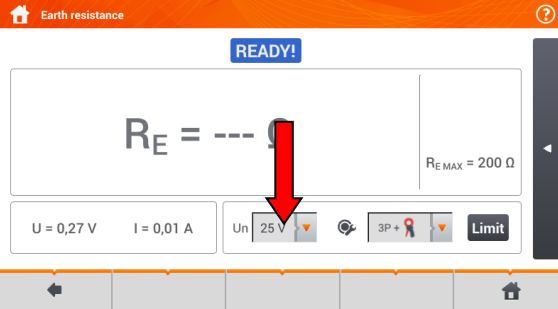 Earth resistance
?
READY!
RE = --- Ω
RE MAX = 200 Ω
U = 0,27 V
I = 0,01 A
Un
25 V
3P +
Limit